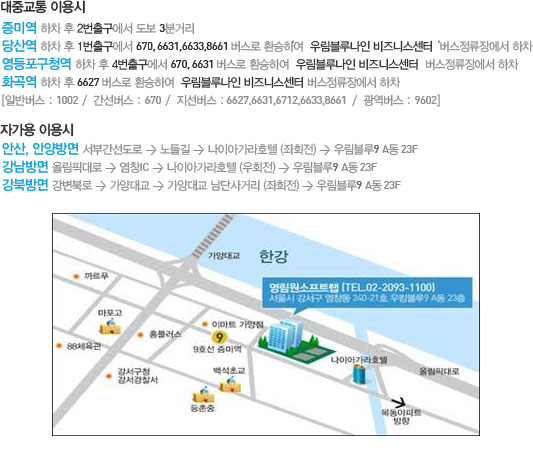 대중교통 이용시
증미역 하차 후 2번출구에서 도보 3분거리
당산역 하차 후 1번출구에서 670, 6631,6633,8661 버스로 환승하여 우림블루나인 비즈니스센터 '버스정류장에서 하차
영등포구청역 하차 후 4번출구에서 670, 6631 버스로 환승하여 우림블루나인 비즈니스센터 버스정류장에서 하차
화곡역 하차 후 6627 버스로 환승하여 우림블루나인 비즈니스센터 버스정류장에서 하차
[일반버스 : 1002 / 간선버스 : 670 / 지선버스 : 6627,6631,6712,6633,8661 / 광역버스 : 9602]
자가용 이용시
안산, 안양방면 서부간선도로 → 노들길 → 나이아가라호텔 (좌회전) → 우림블루9 A동 23F
강남방면 올림픽대로 → 염창IC → 나이아가라호텔 (우회전) → 우림블루9 A동 23F
강북방면 강변북로 → 가양대교 → 가양대교 남단사거리 (좌회전) → 우림블루9 A동 23F
가양대교
한강
까르푸
영림원소프트랩 (TEL.02-2093-1100)
서울시 강서구 염창동 240-21호 우림블루9 A동 23층
마포고
이마트 가양점
홈플러스
9
88체육관
9호선 증미역
나이아가라호텔
올림픽대로
강서구청
강서경찰서
백석초교
등촌중
목동아파트
방향